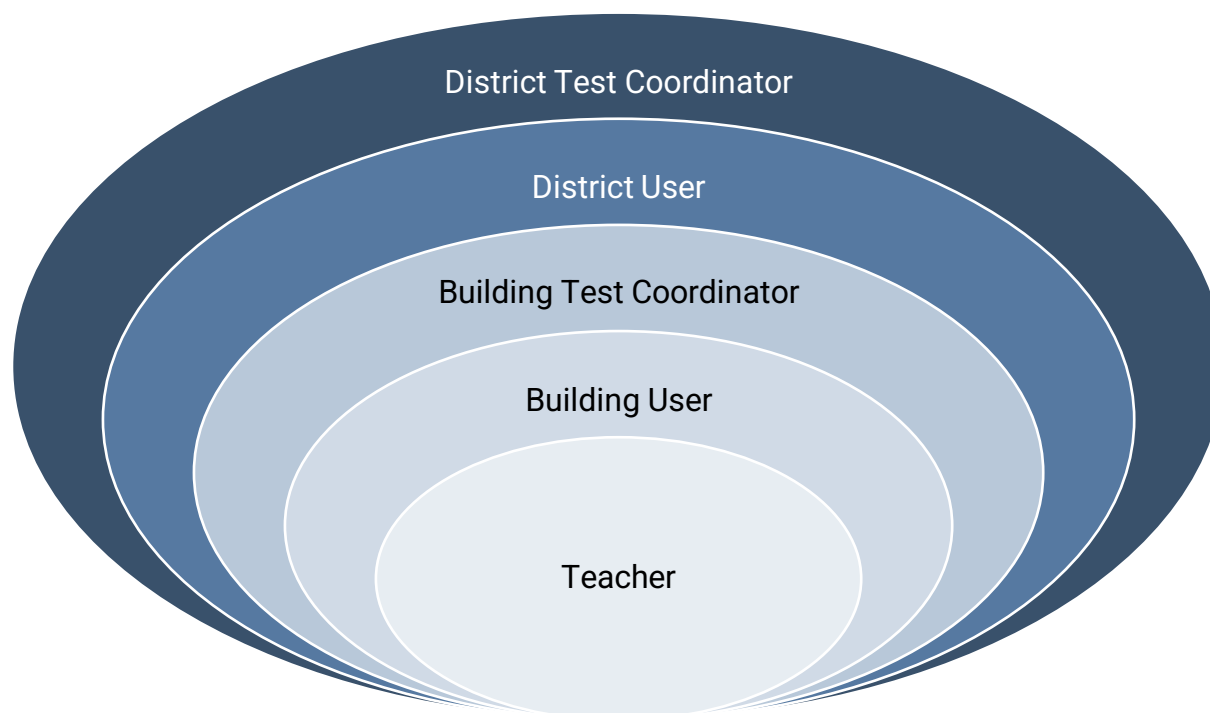 District Test Coordinator
District User
Building Test Coordinator
Building User
Teacher